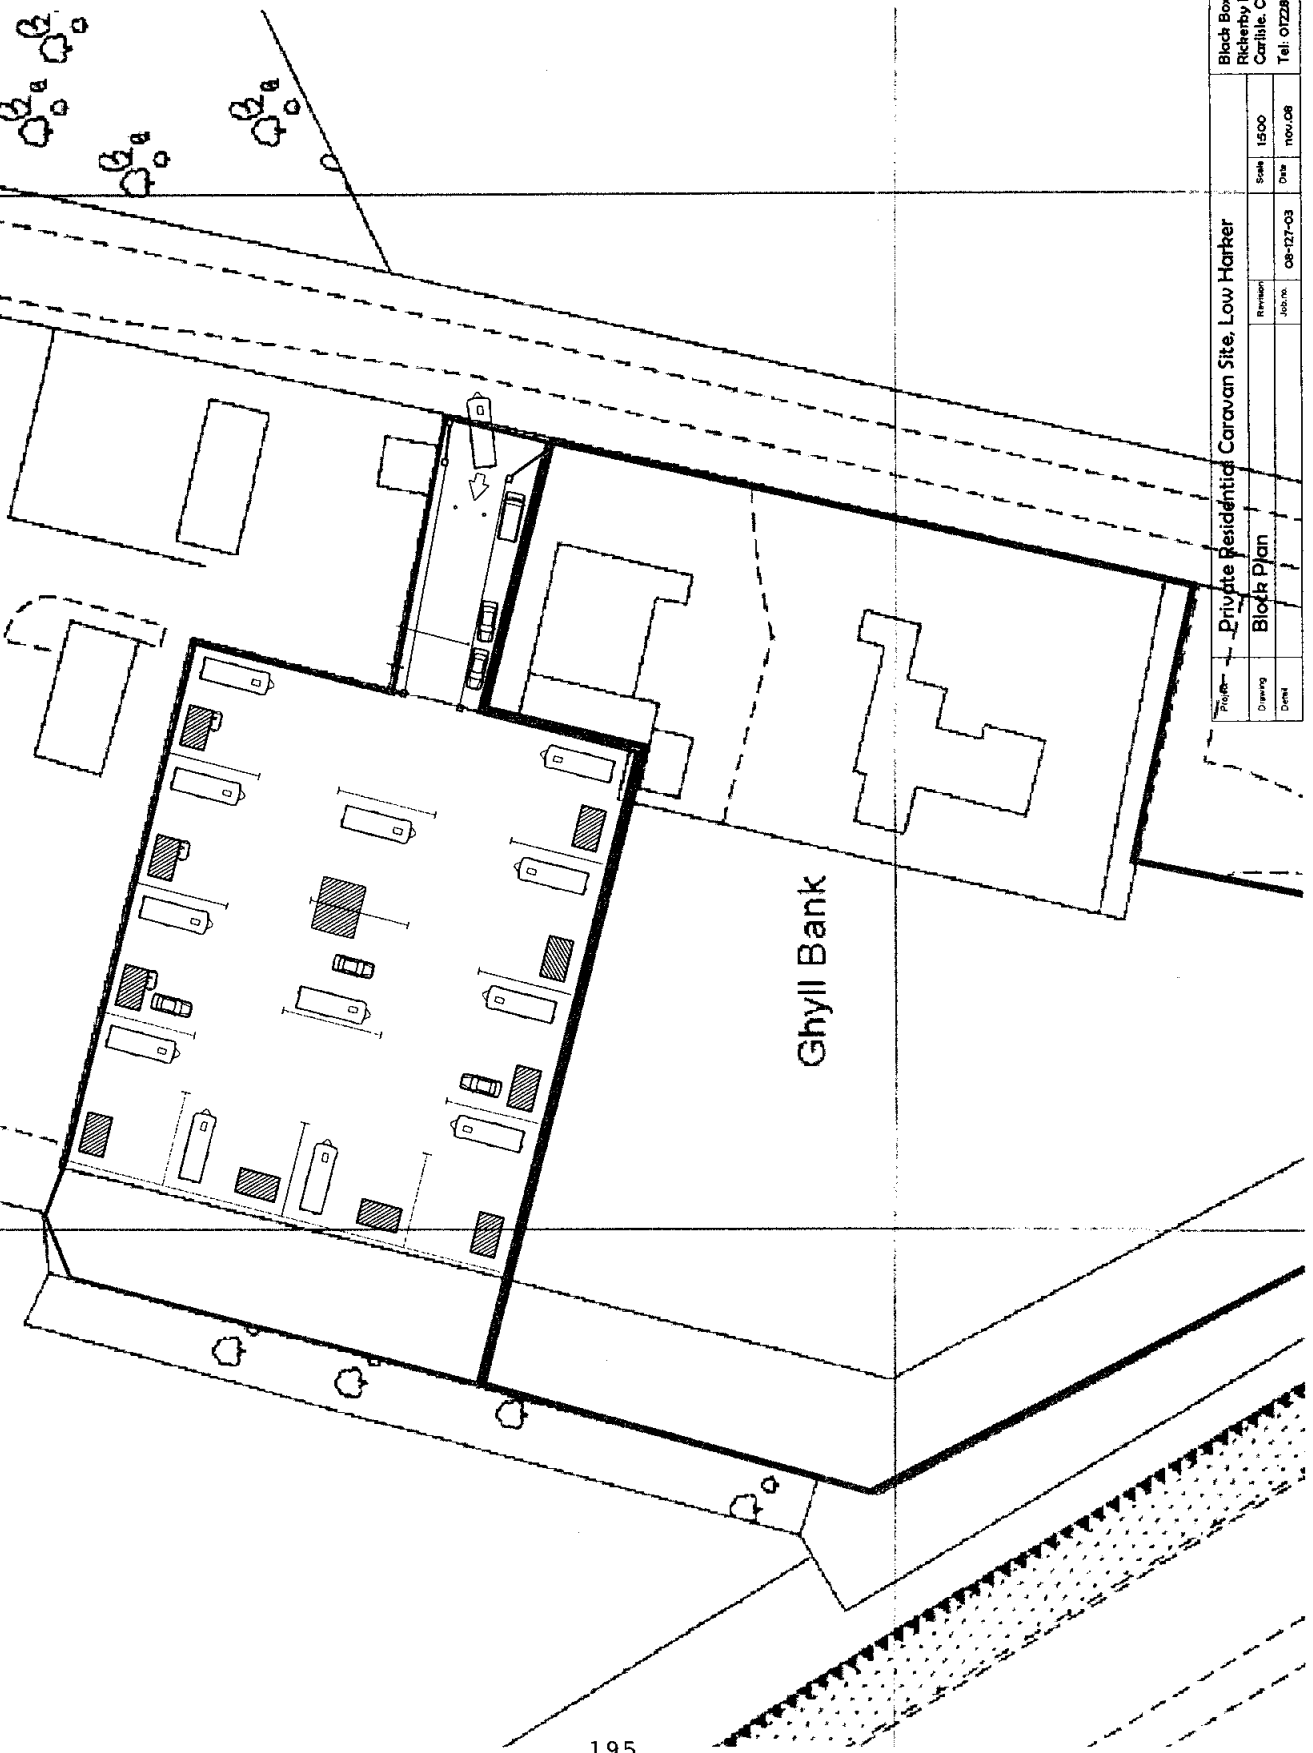 Ghyll Bank
Project Private Residential Caravan Site, Low Harker
Drawing Block Plan Revision Scale 1:500
Detail Job.no. 08-127-03 Date nov.08
Black Box
Rickerby
Carlisle. C
Tel: 01228
195